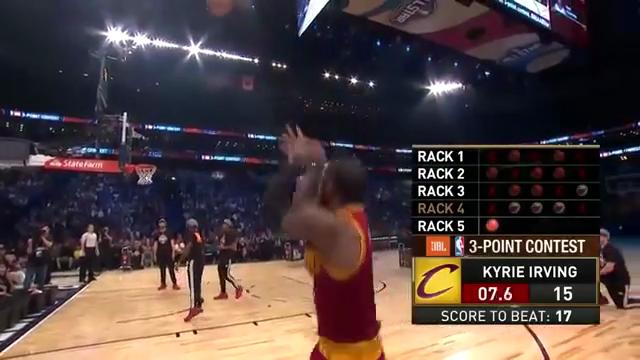 State Farm
RACK 1
RACK 2
RACK 3
RACK 4
RACK 5
JBL 3-POINT CONTEST
C KYRIE IRVING
07.6 15
SCORE TO BEAT: 17